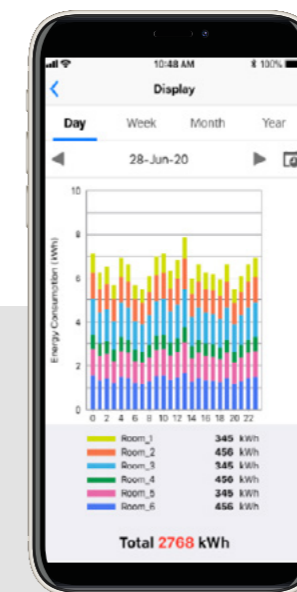 10:48 AM 100%
Display
Day Week Month Year
28-Jun-20
Energy Consumption (kWh)
10
8
6
4
2
0
0 2 4 6 8 10 12 14 16 18 20 22
Room_1 345 kWh
Room_2 456 kWh
Room_3 345 kWh
Room_4 456 kWh
Room_5 345 kWh
Room_6 456 kWh
Total 2768 kWh